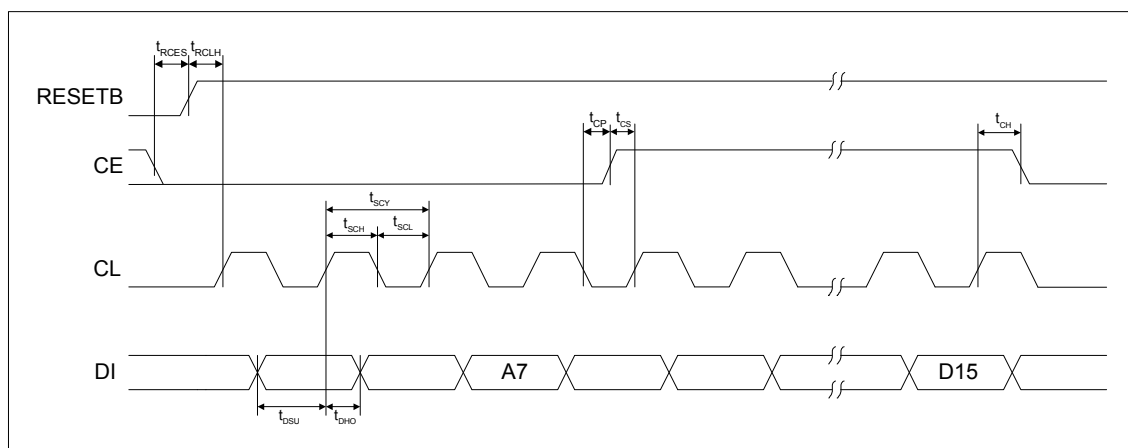 tRCES tRCLH
RESETB
tCP tCS tCH
CE
tSCY
tSCH tSCL
CL
DI A7 D15
tDSU tDHO